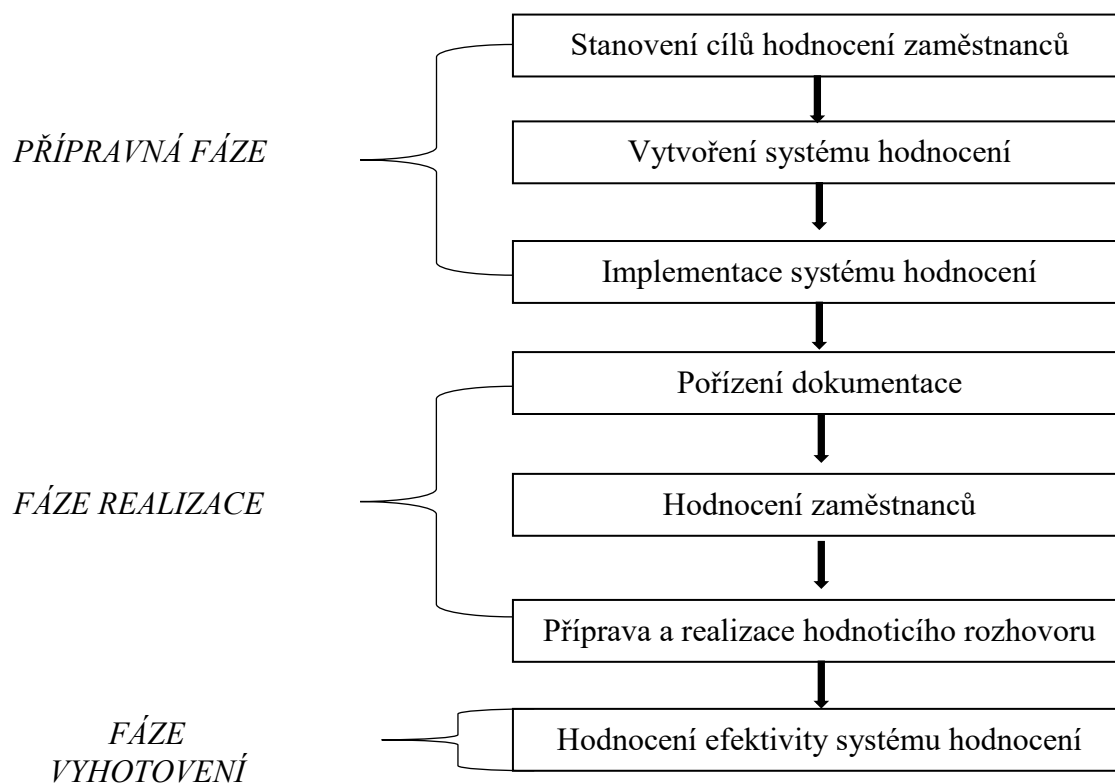 Stanovení cílů hodnocení zaměstnanců
PŘÍPRAVNÁ FÁZE
Vytvoření systému hodnocení
Implementace systému hodnocení
Pořízení dokumentace
FÁZE REALIZACE
Hodnocení zaměstnanců
Příprava a realizace hodnoticího rozhovoru
FÁZE
VYHOTOVENÍ
Hodnocení efektivity systému hodnocení